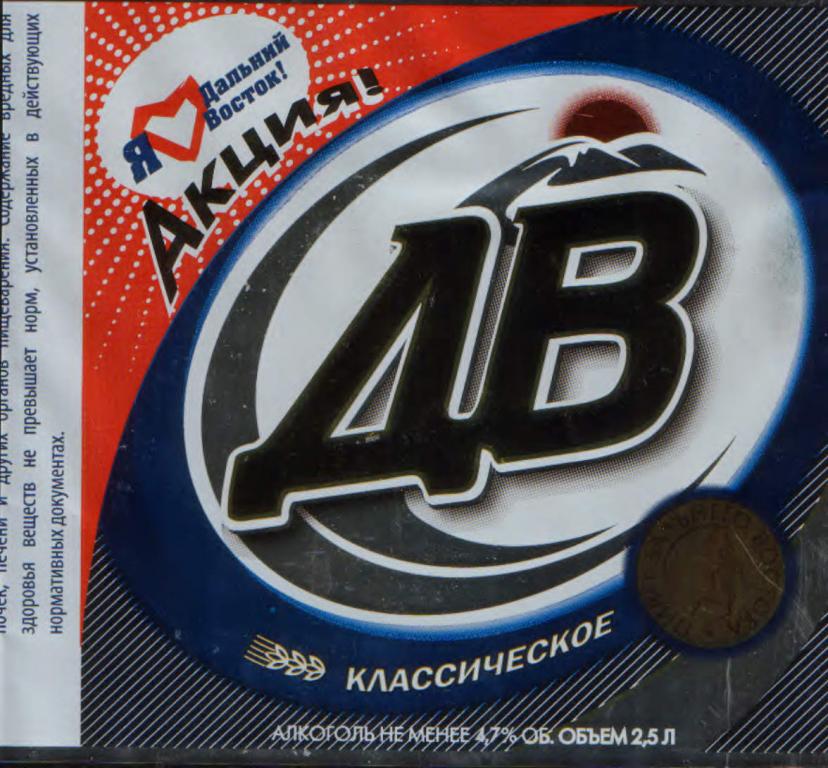 почек, печени и других органов пищеварения. Содержание вредных для
здоровья веществ не превышает норм, установленных в действующих
нормативных документах.
Я
Дальний
Восток!
Акция!
ДВ
КЛАССИЧЕСКОЕ
АЛКОГОЛЬ НЕ МЕНЕЕ 4,7% ОБ. ОБЪЕМ 2,5 Л